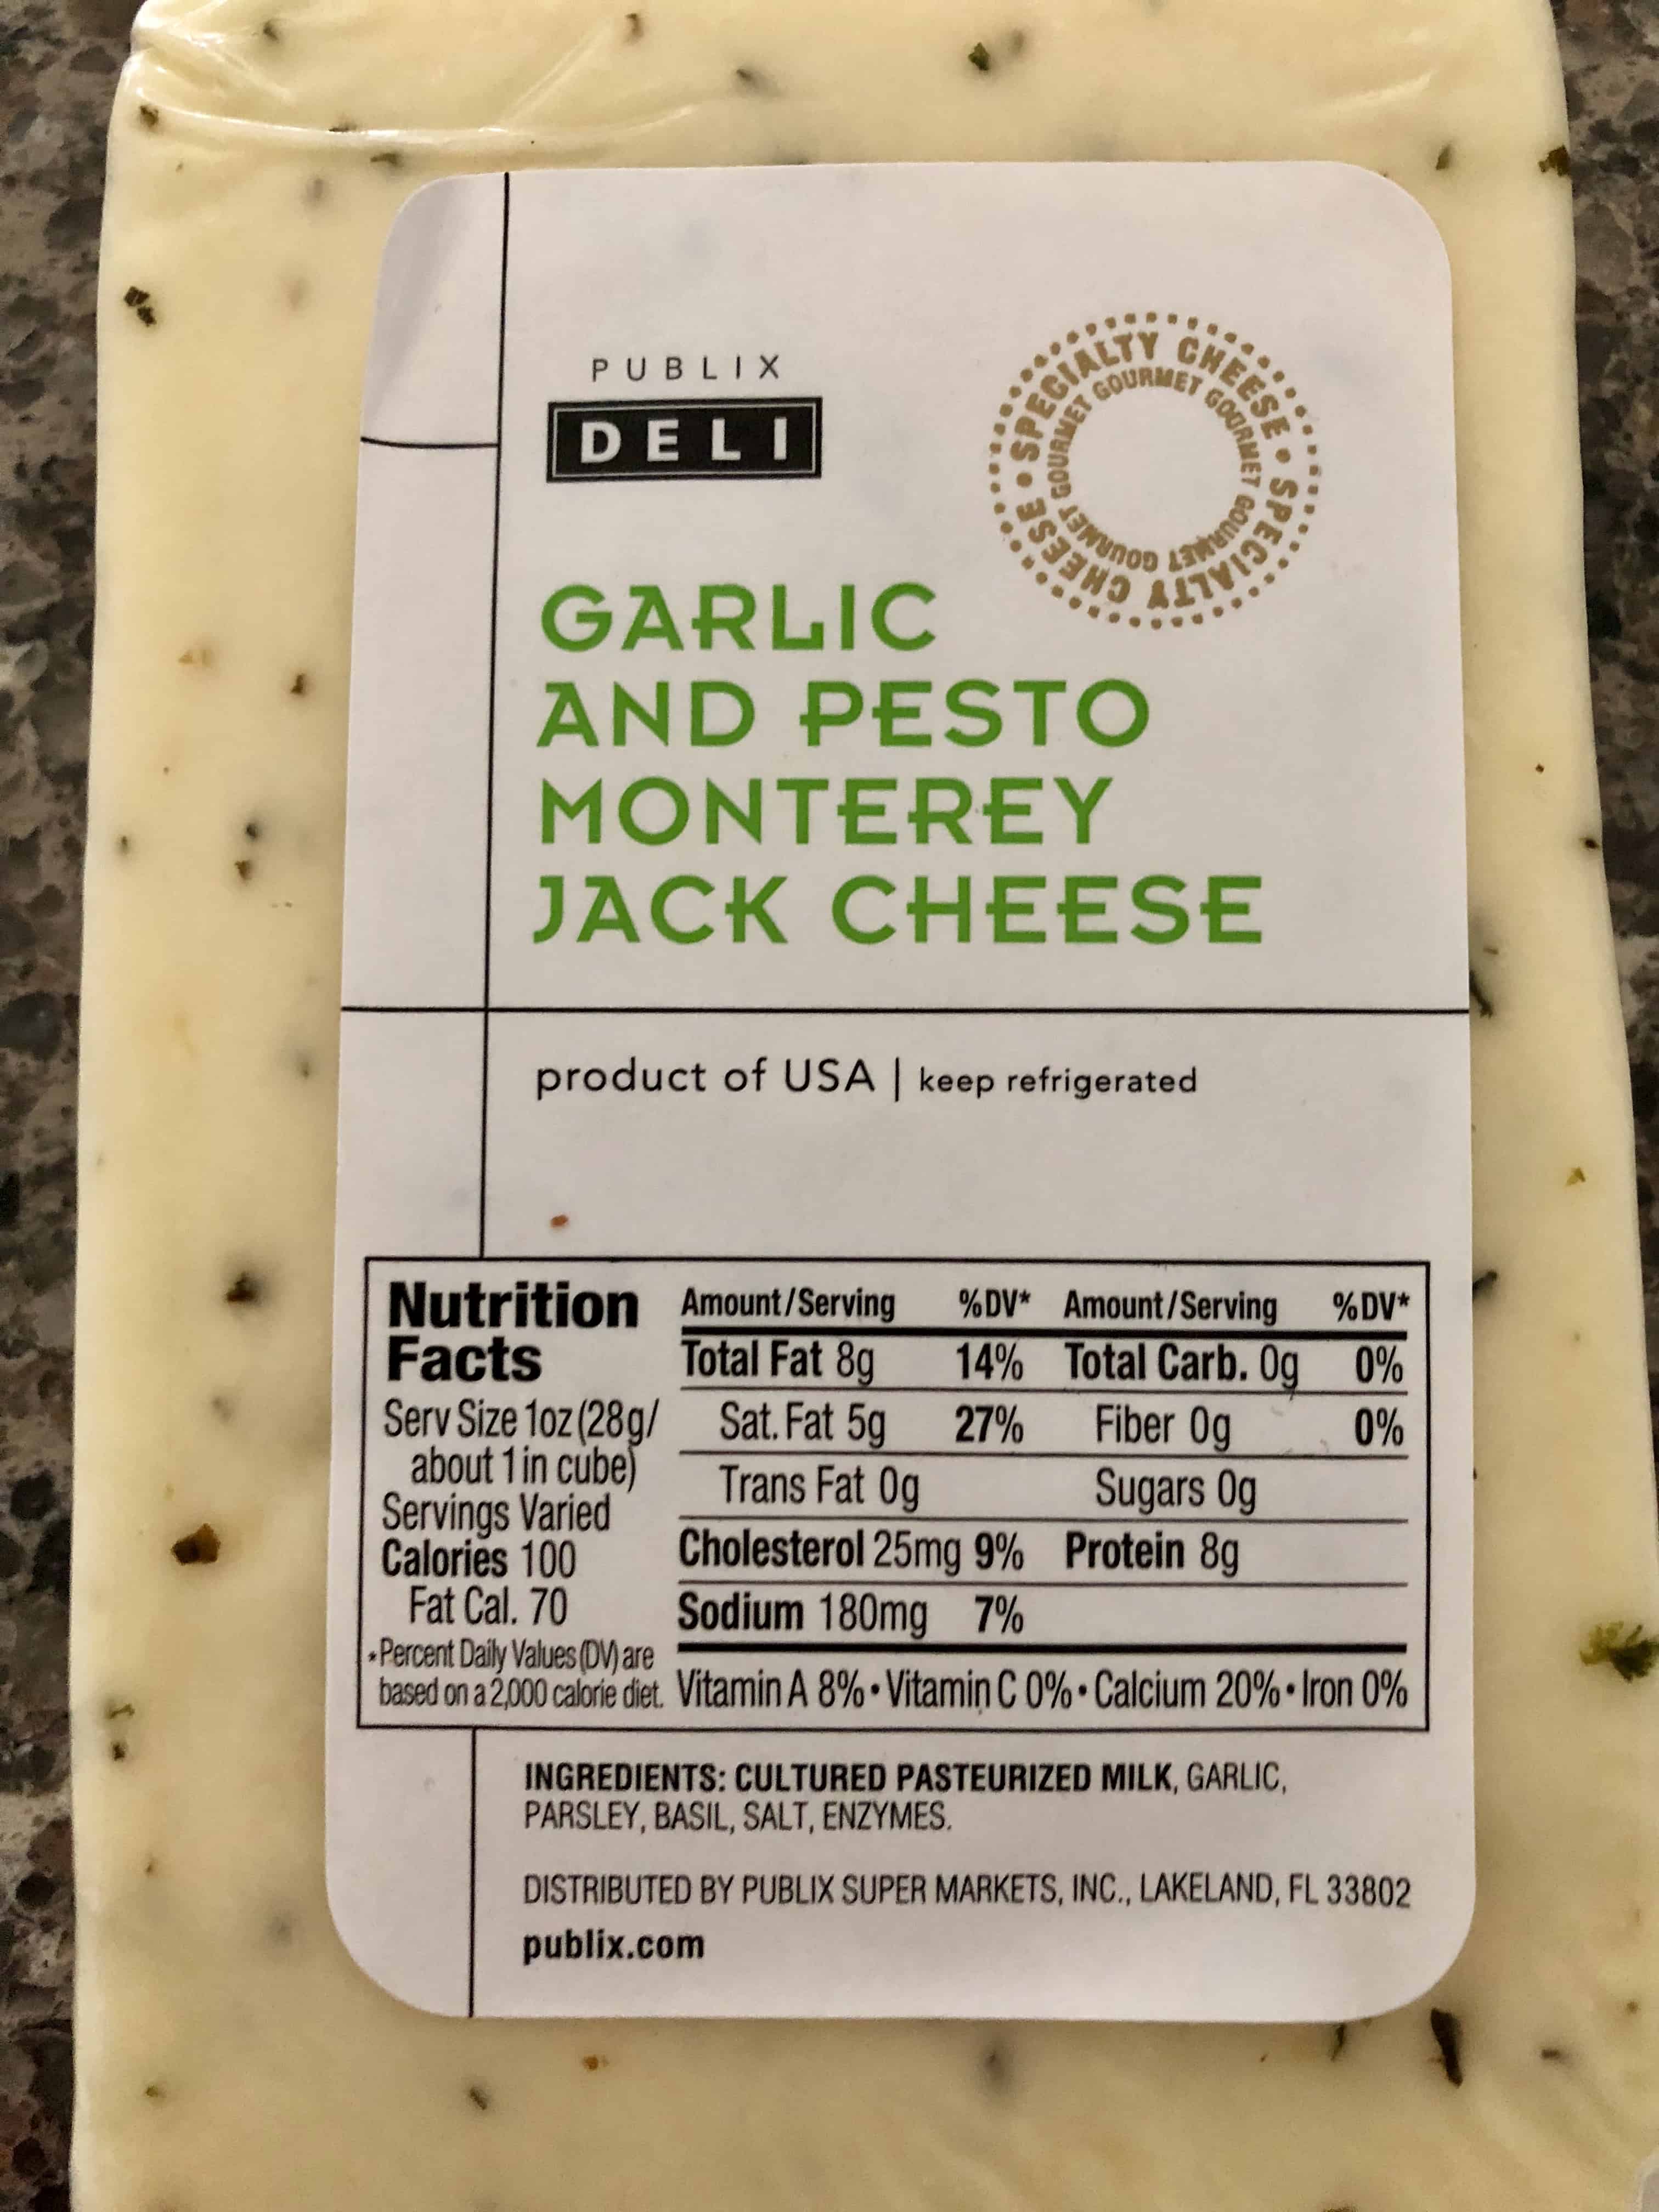 PUBLIX
DELI
SPECIALTY CHEESE • SPECIALTY CHEESE •
GOURMET GOURMET GOURMET GOURMET GOURMET GOURMET
GARLIC
AND PESTO
MONTEREY
JACK CHEESE
product of USA | keep refrigerated
Nutrition
Facts
Serv Size 1oz (28g/
about 1 in cube)
Servings Varied
Calories 100
Fat Cal. 70
*Percent Daily Values (DV) are
based on a 2,000 calorie diet.
Amount/Serving %DV* Amount/Serving %DV*
Total Fat 8g 14% Total Carb. 0g 0%
Sat. Fat 5g 27% Fiber 0g 0%
Trans Fat 0g Sugars 0g
Cholesterol 25mg 9% Protein 8g
Sodium 180mg 7%
Vitamin A 8% • Vitamin C 0% • Calcium 20% • Iron 0%
INGREDIENTS: CULTURED PASTEURIZED MILK, GARLIC,
PARSLEY, BASIL, SALT, ENZYMES.
DISTRIBUTED BY PUBLIX SUPER MARKETS, INC., LAKELAND, FL 33802
publix.com